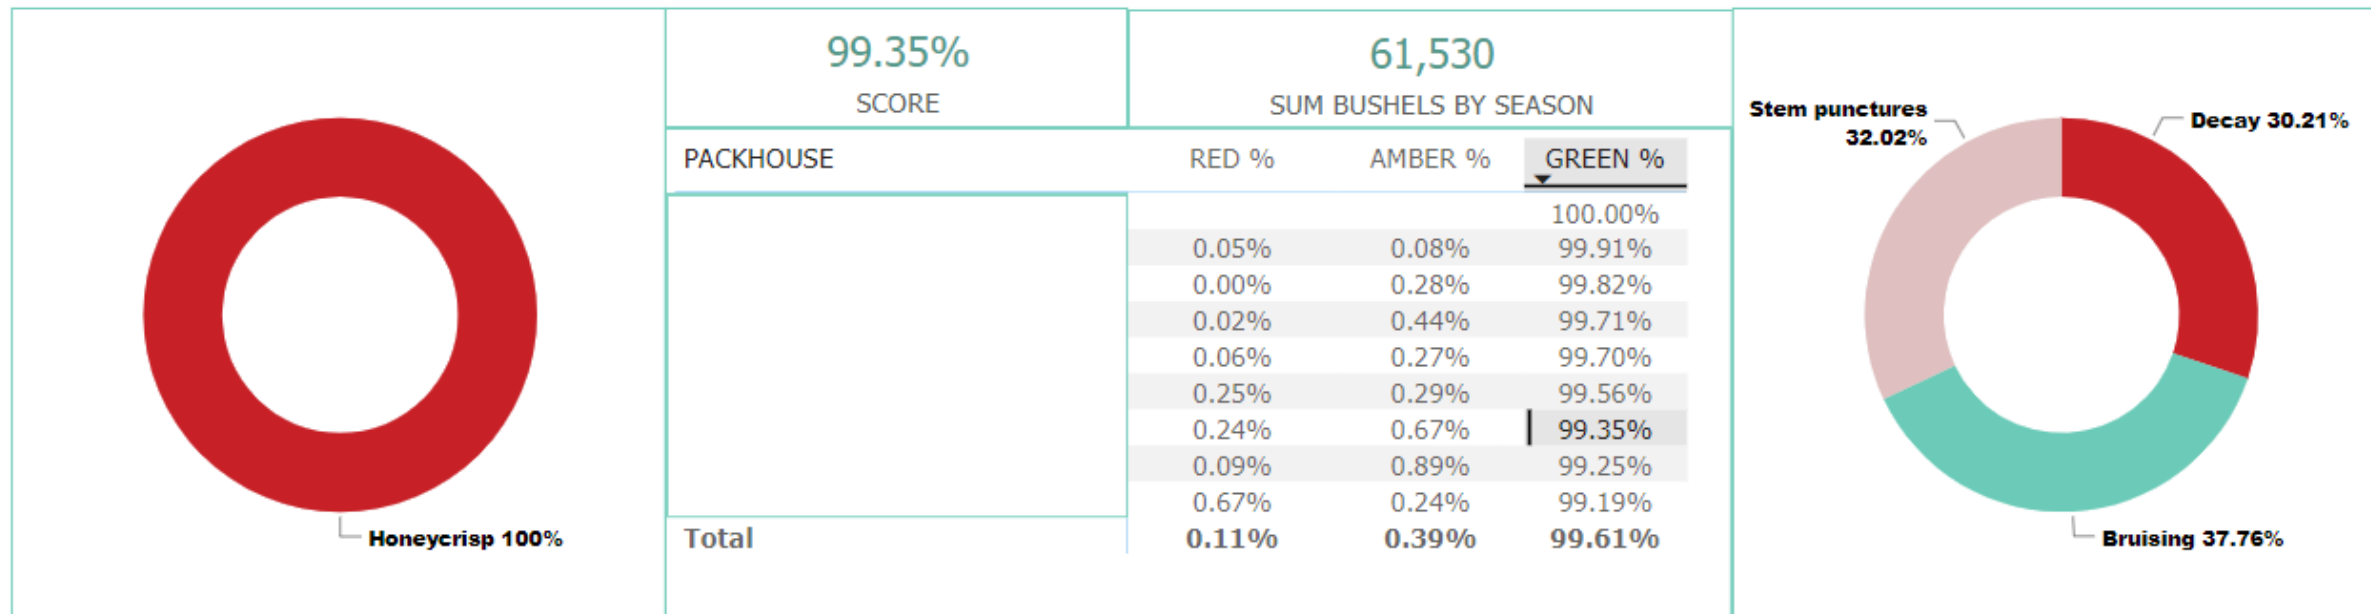 Honeycrisp 100%
99.35%
SCORE
61,530
SUM BUSHELS BY SEASON
PACKHOUSE RED % AMBER % GREEN %
100.00%
0.05% 0.08% 99.91%
0.00% 0.28% 99.82%
0.02% 0.44% 99.71%
0.06% 0.27% 99.70%
0.25% 0.29% 99.56%
0.24% 0.67% 99.35%
0.09% 0.89% 99.25%
0.67% 0.24% 99.19%
Total 0.11% 0.39% 99.61%
Stem punctures
32.02%
Decay 30.21%
Bruising 37.76%